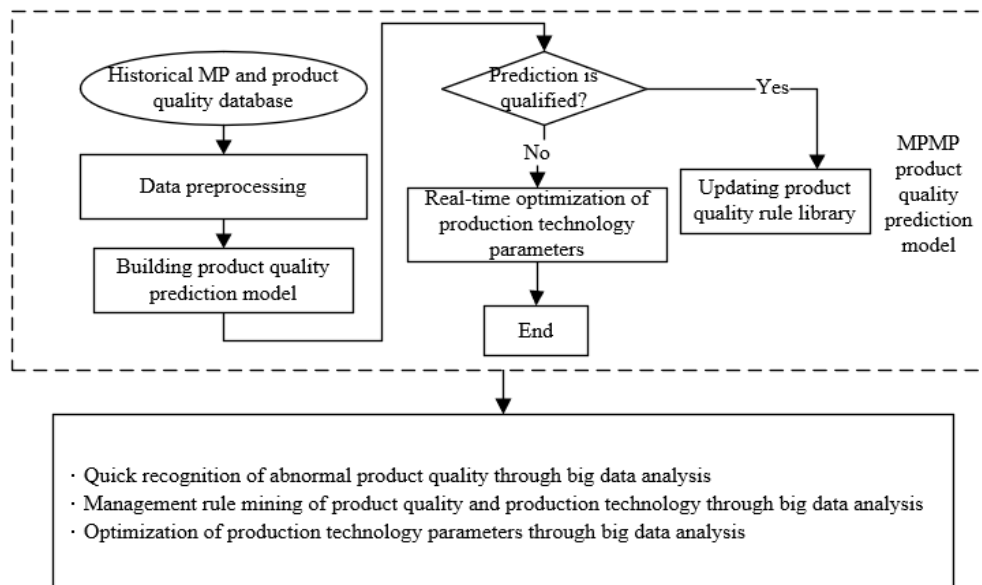 Historical MP and product
quality database
Data preprocessing
Building product quality
prediction model
Prediction is
qualified?
Yes
No
Real-time optimization of
production technology
parameters
End
Updating product
quality rule library
MPMP
product
quality
prediction
model
· Quick recognition of abnormal product quality through big data analysis
· Management rule mining of product quality and production technology through big data analysis
· Optimization of production technology parameters through big data analysis